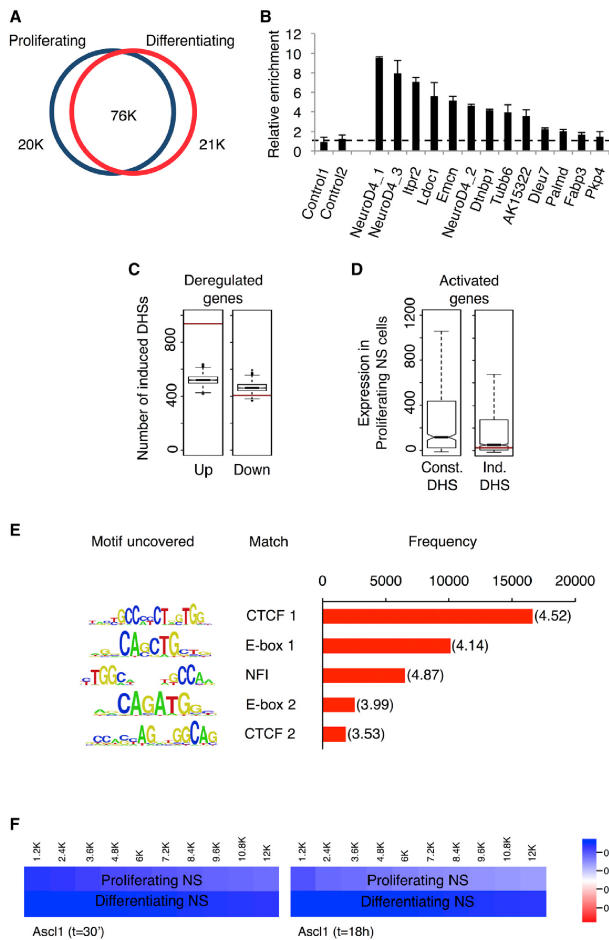 A
Proliferating Differentiating
76K
20K 21K
B
Relative enrichment
12
10
8
6
4
2
0
Control1
Control2
NeuroD4_1
NeuroD4_3
Itpr2
Ldoc1
Emcn
NeuroD4_2
Dtnbp1
Tubb6
AK15322
Dleu7
Palmd
Fabp3
Pkp4
C
Deregulated
genes
Number of induced DHSs
800
400
0
Up Down
D
Activated
genes
Expression in
Proliferating NS cells
1200
800
400
0
Const. Ind.
DHS DHS
E
Motif uncovered Match Frequency
0 5000 10000 15000 20000
CTCF 1 (4.52)
CAGCTG E-box 1 (4.14)
TGGC GCCA NFI (4.87)
CAGATG E-box 2 (3.99)
CTCF 2 (3.53)
F
1.2K 2.4K 3.6K 4.8K 6K 7.2K 8.4K 9.6K 10.8K 12K 1.2K 2.4K 3.6K 4.8K 6K 7.2K 8.4K 9.6K 10.8K 12K
Proliferating NS Proliferating NS
Differentiating NS Differentiating NS
Ascl1 (t=30') Ascl1 (t=18h)
0
0
0
0